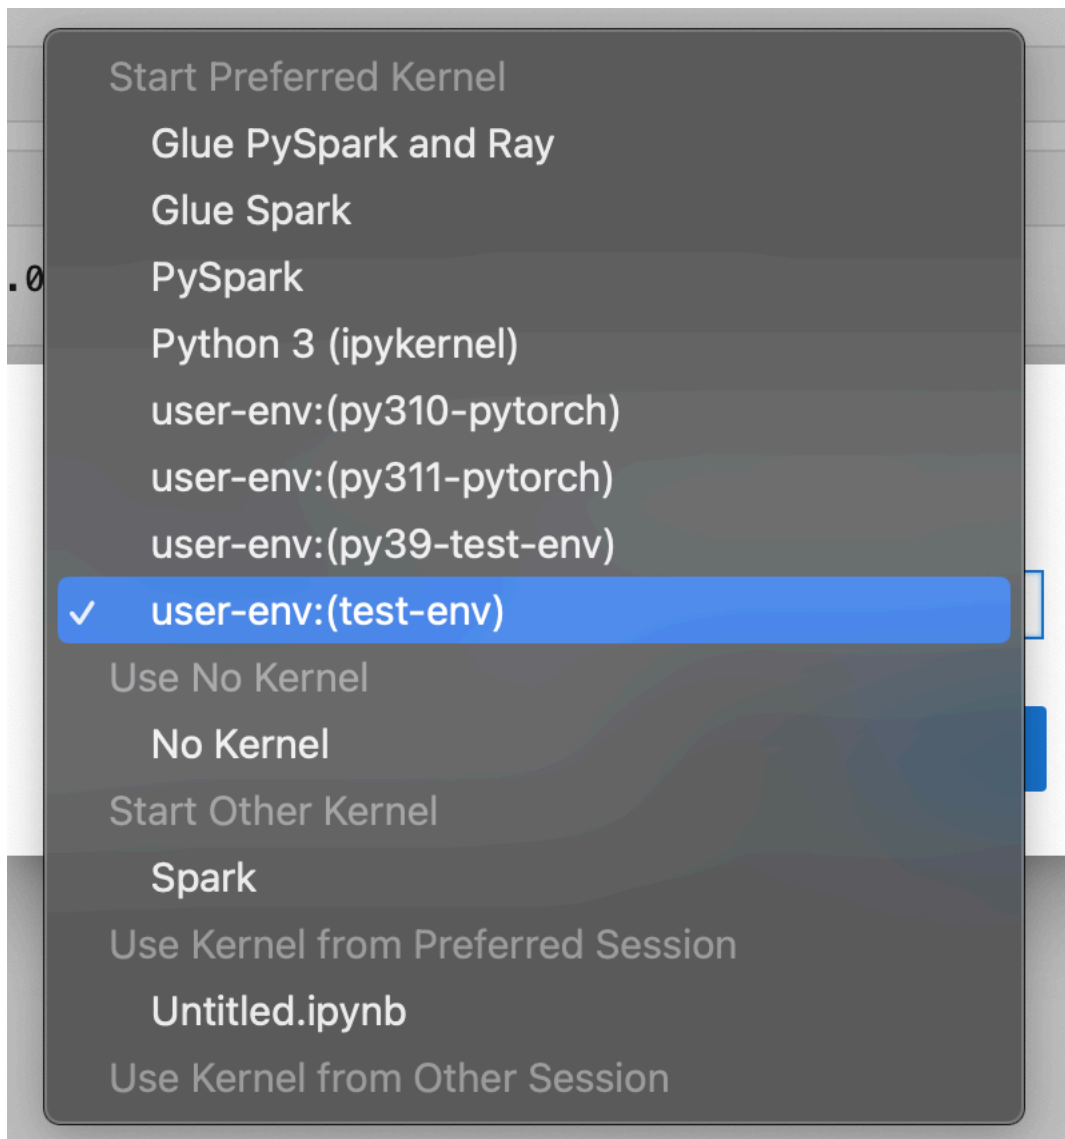 Start Preferred Kernel
Glue PySpark and Ray
Glue Spark
PySpark
.0
Python 3 (ipykernel)
user-env:(py310-pytorch)
user-env:(py311-pytorch)
user-env:(py39-test-env)
✓ user-env:(test-env)
Use No Kernel
No Kernel
Start Other Kernel
Spark
Use Kernel from Preferred Session
Untitled.ipynb
Use Kernel from Other Session